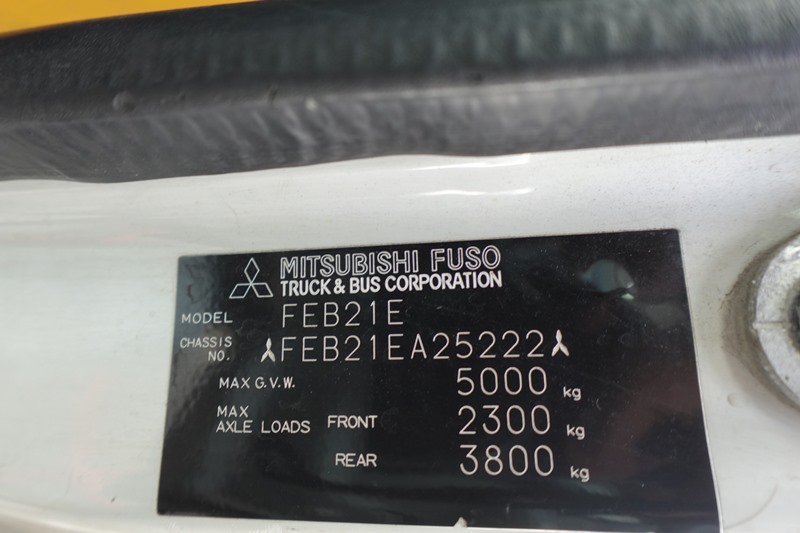 MITSUBISHI FUSO
TRUCK & BUS CORPORATION
MODEL FEB21E
CHASSIS NO. FEB21EA25222
MAX G.V.W. 5000 kg
MAX AXLE LOADS FRONT 2300 kg
REAR 3800 kg